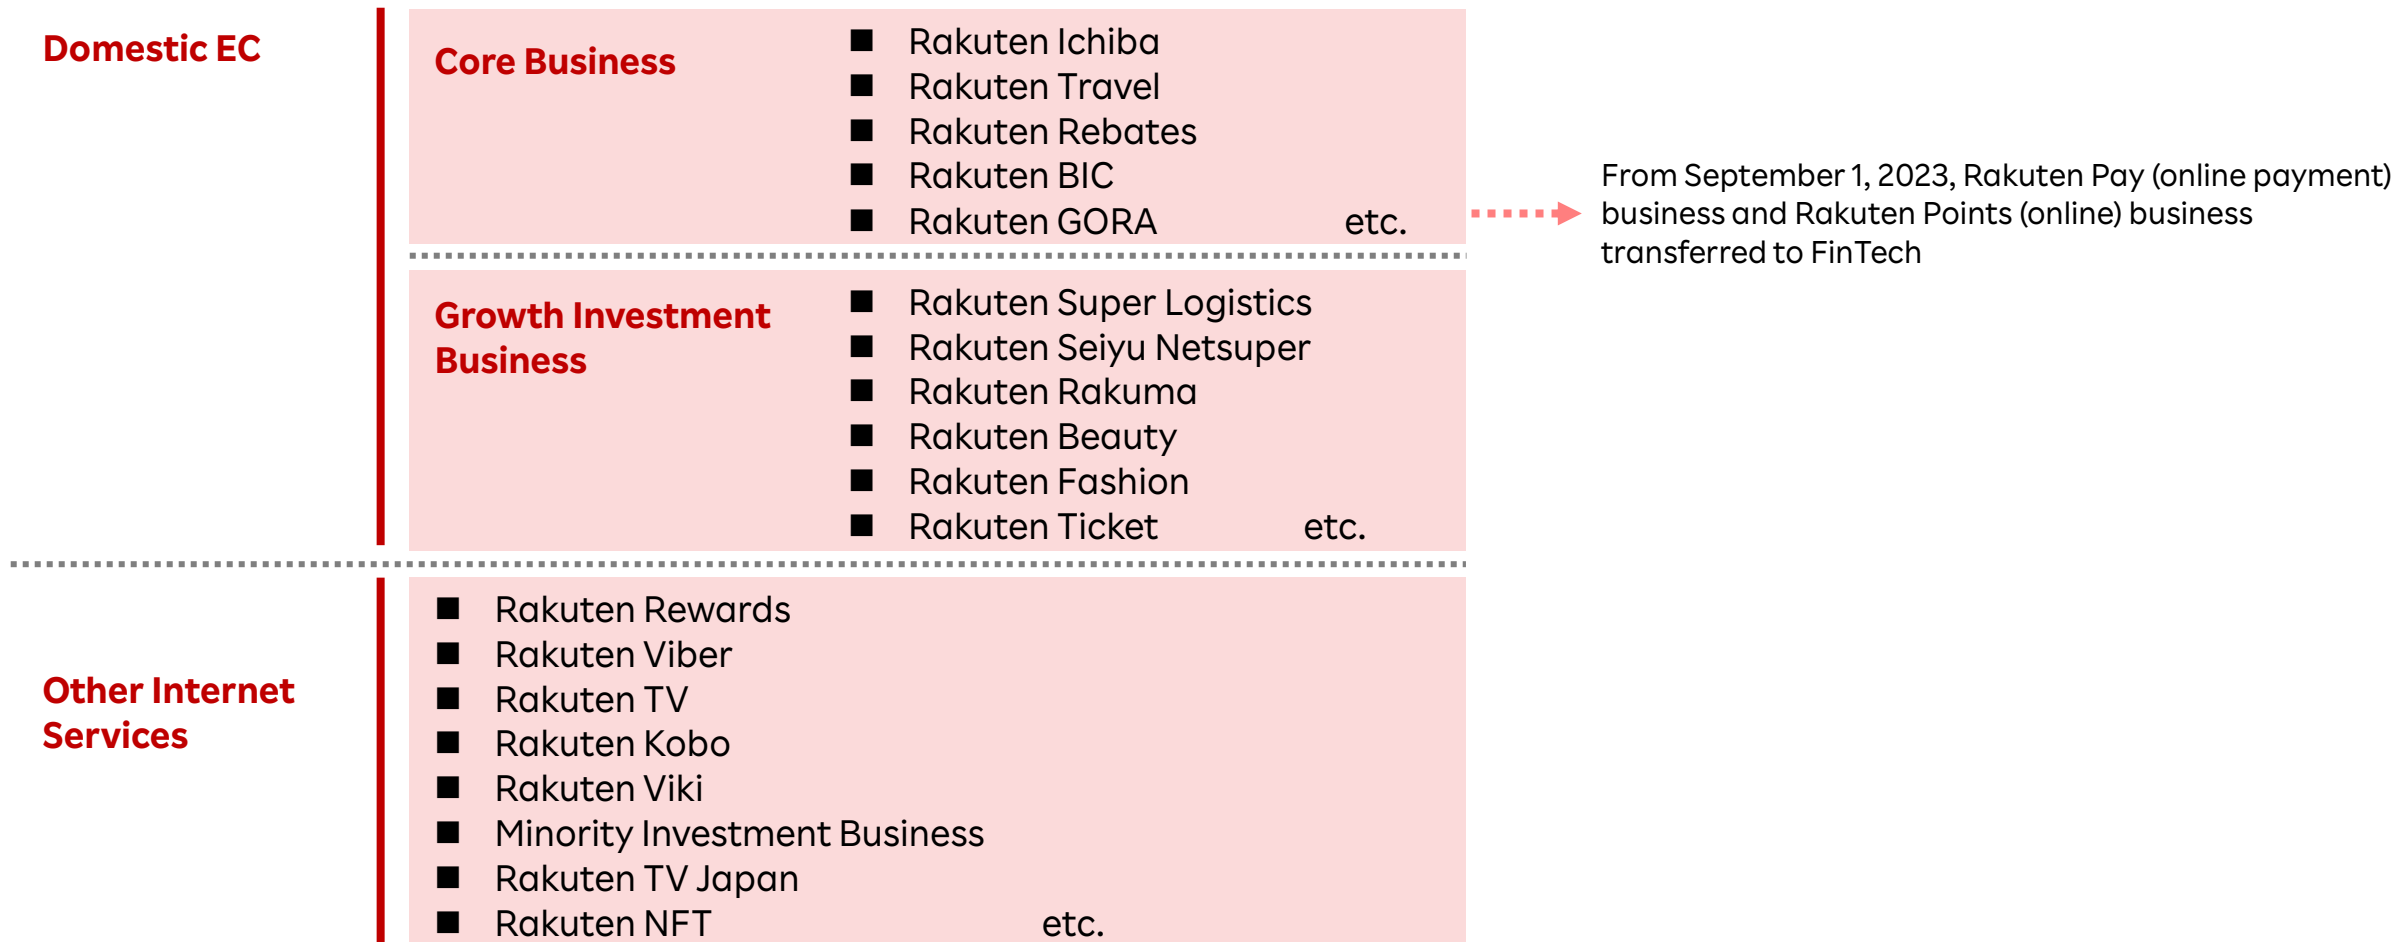 Domestic EC
Core Business
■ Rakuten Ichiba
■ Rakuten Travel
■ Rakuten Rebates
■ Rakuten BIC
■ Rakuten GORA etc.
From September 1, 2023, Rakuten Pay (online payment)
business and Rakuten Points (online) business
transferred to FinTech
Growth Investment
Business
■ Rakuten Super Logistics
■ Rakuten Seiyu Netsuper
■ Rakuten Rakuma
■ Rakuten Beauty
■ Rakuten Fashion
■ Rakuten Ticket etc.
Other Internet
Services
■ Rakuten Rewards
■ Rakuten Viber
■ Rakuten TV
■ Rakuten Kobo
■ Rakuten Viki
■ Minority Investment Business
■ Rakuten TV Japan
■ Rakuten NFT etc.